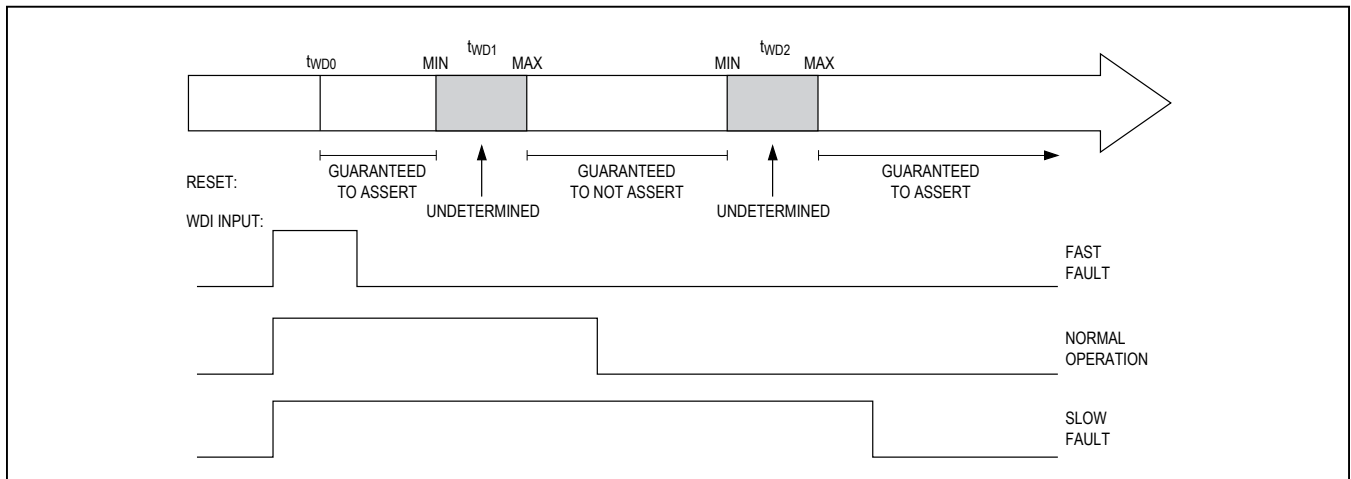 tWD0
MIN
tWD1
MAX
MIN
tWD2
MAX
RESET:
GUARANTEED
TO ASSERT
UNDETERMINED
GUARANTEED
TO NOT ASSERT
UNDETERMINED
GUARANTEED
TO ASSERT
WDI INPUT:
FAST
FAULT
NORMAL
OPERATION
SLOW
FAULT